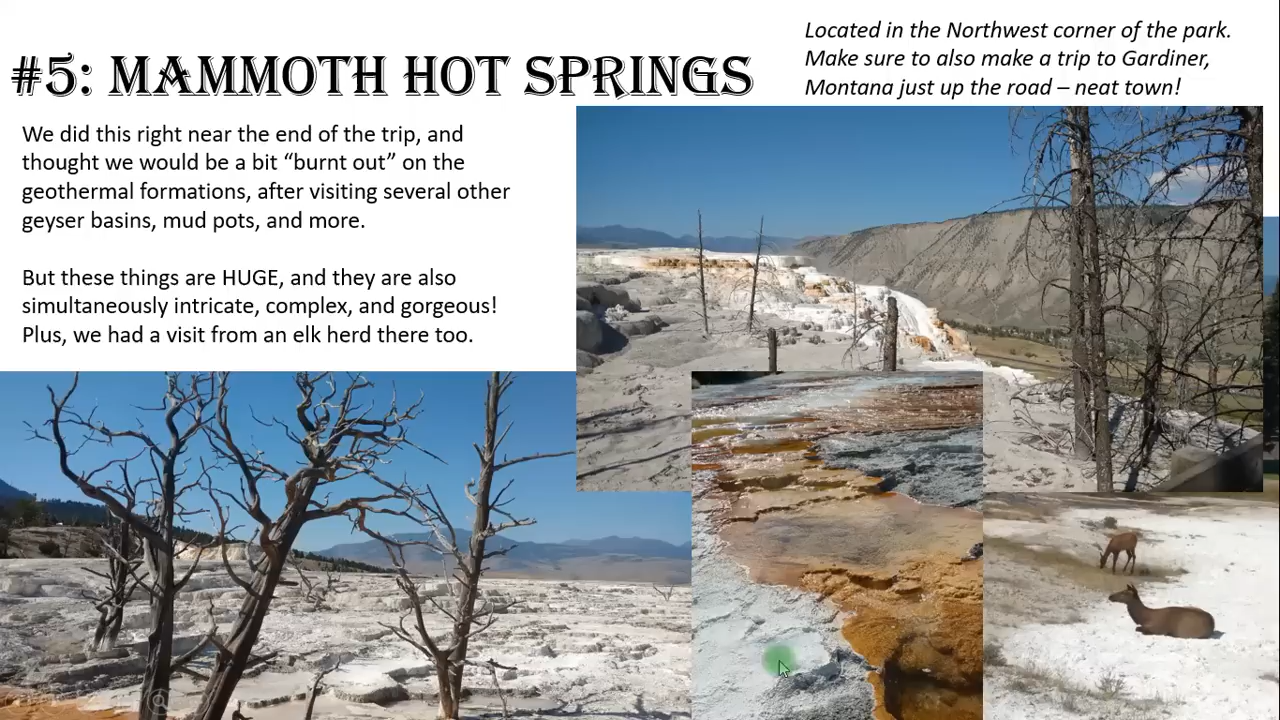 #5: MAMMOTH HOT SPRINGS
Located in the Northwest corner of the park.
Make sure to also make a trip to Gardiner,
Montana just up the road – neat town!
We did this right near the end of the trip, and
thought we would be a bit “burnt out” on the
geothermal formations, after visiting several other
geyser basins, mud pots, and more.
But these things are HUGE, and they are also
simultaneously intricate, complex, and gorgeous!
Plus, we had a visit from an elk herd there too.